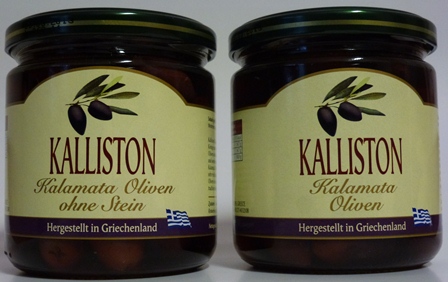 KALLISTON
Kalamata Oliven
ohne Stein
Hergestellt in Griechenland
KALLISTON
Kalamata
Oliven
Hergestellt in Griechenland